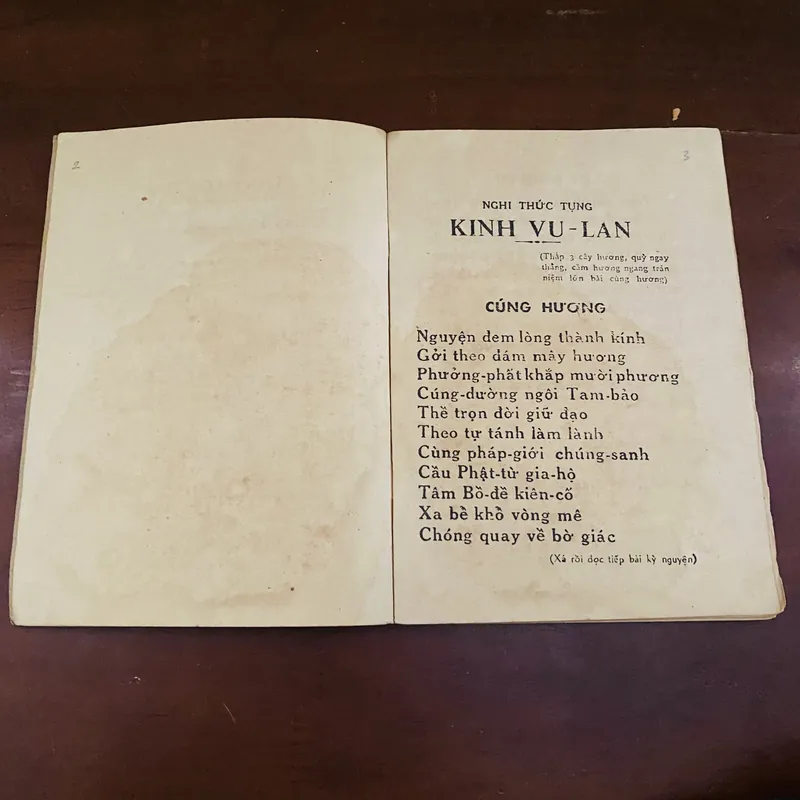 2
3
NGHI THỨC TỤNG
KINH VU-LAN
(Thắp 3 cây hương, quỳ ngay
thẳng, cầm hương ngang trán
niệm lớn bài cúng hương)
CÚNG HƯƠNG
Nguyện đem lòng thành kính
Gởi theo đám mây hương
Phưởng-phất khắp mười phương
Cúng-dường ngôi Tam-bảo
Thề trọn đời giữ đạo
Theo tự tánh làm lành
Cùng pháp-giới chúng-sanh
Cầu Phật-từ gia-hộ
Tâm Bồ-đề kiên-cố
Xa bể khổ vòng mê
Chóng quay về bờ giác
(Xá rồi đọc tiếp bài kỳ nguyện)